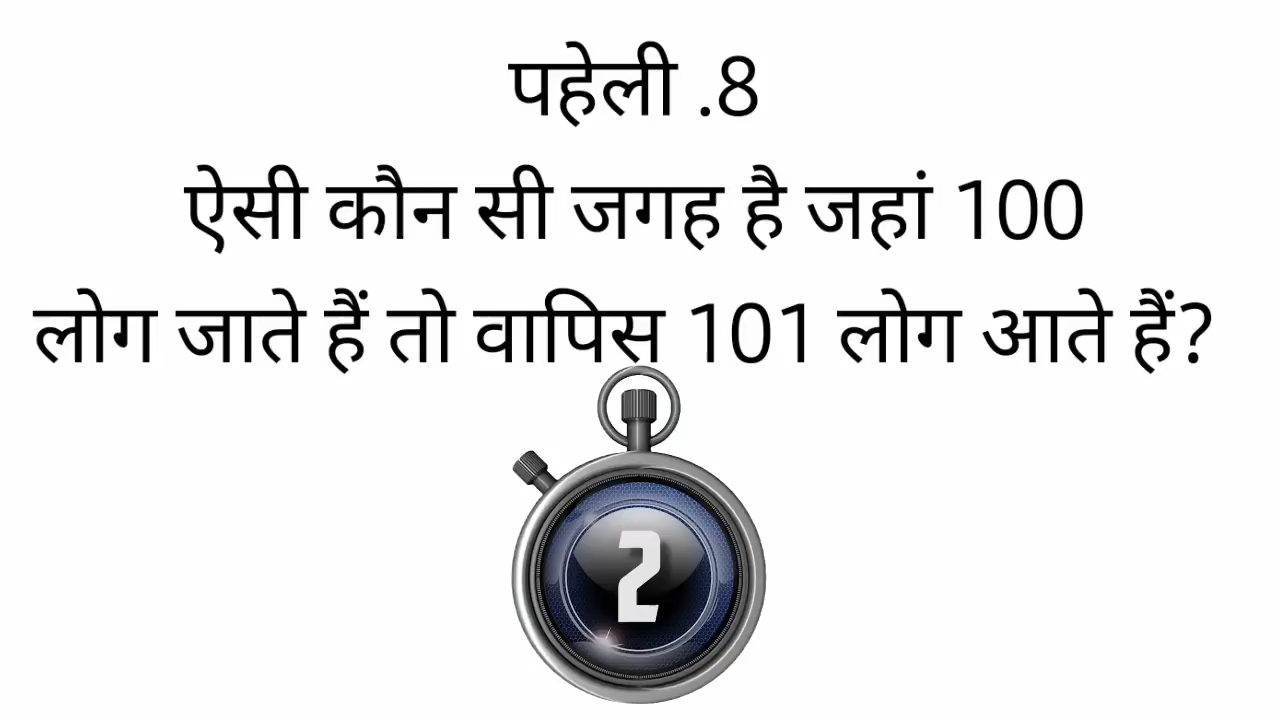 पहेली .8
ऐसी कौन सी जगह है जहां 100
लोग जाते हैं तो वापिस 101 लोग आते हैं?
2